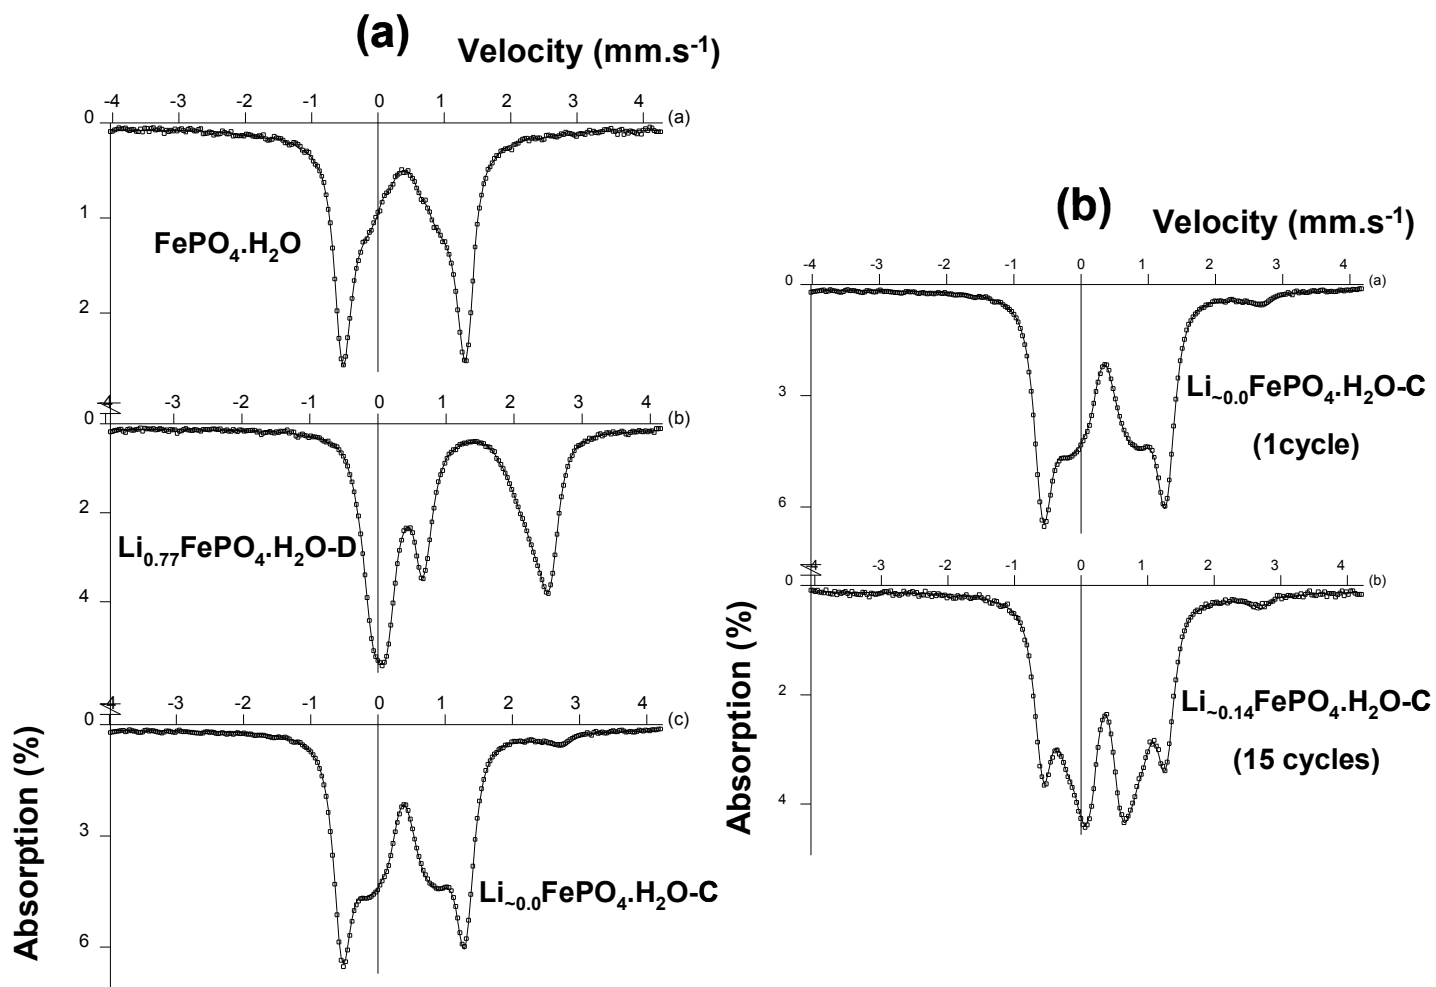 (a)
Velocity (mm.s-1)
-4 -3 -2 -1 0 1 2 3 4
(a)
0
1
2
FePO4.H2O
-4 -3 -2 -1 0 1 2 3 4
(b)
0
2
4
Li0.77FePO4.H2O-D
-4 -3 -2 -1 0 1 2 3 4
(c)
0
3
6
Li~0.0FePO4.H2O-C
Absorption (%)
(b)
Velocity (mm.s-1)
-4 -3 -2 -1 0 1 2 3 4
(a)
0
3
6
Li~0.0FePO4.H2O-C
(1cycle)
-4 -3 -2 -1 0 1 2 3 4
(b)
0
2
4
Li~0.14FePO4.H2O-C
(15 cycles)
Absorption (%)